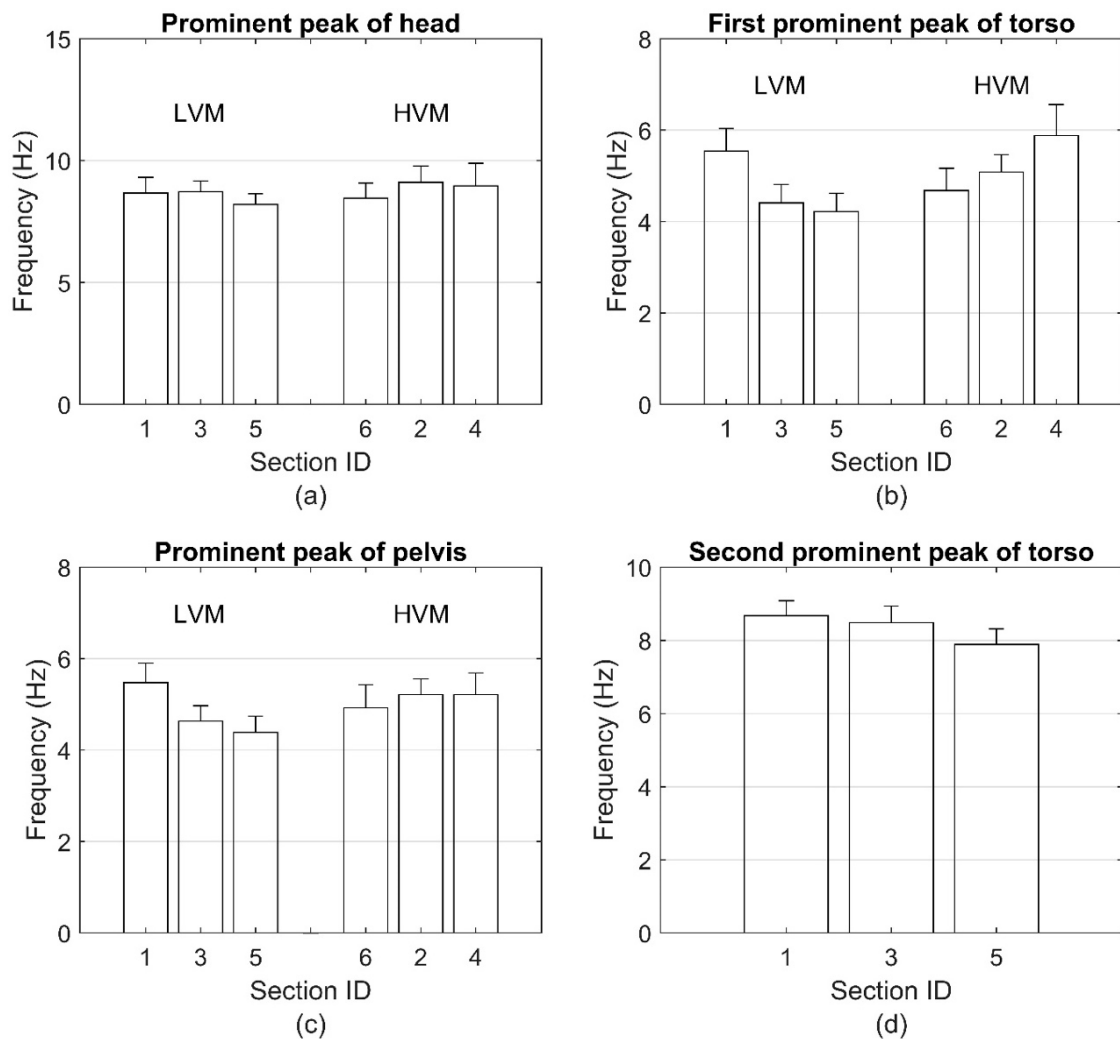 Prominent peak of head
15
10
5
0
Frequency (Hz)
LVM HVM
1 3 5 6 2 4
Section ID
(a)
First prominent peak of torso
8
6
4
2
0
Frequency (Hz)
LVM HVM
1 3 5 6 2 4
Section ID
(b)
Prominent peak of pelvis
8
6
4
2
0
Frequency (Hz)
LVM HVM
1 3 5 6 2 4
Section ID
(c)
Second prominent peak of torso
10
8
6
4
2
0
Frequency (Hz)
1 3 5
Section ID
(d)